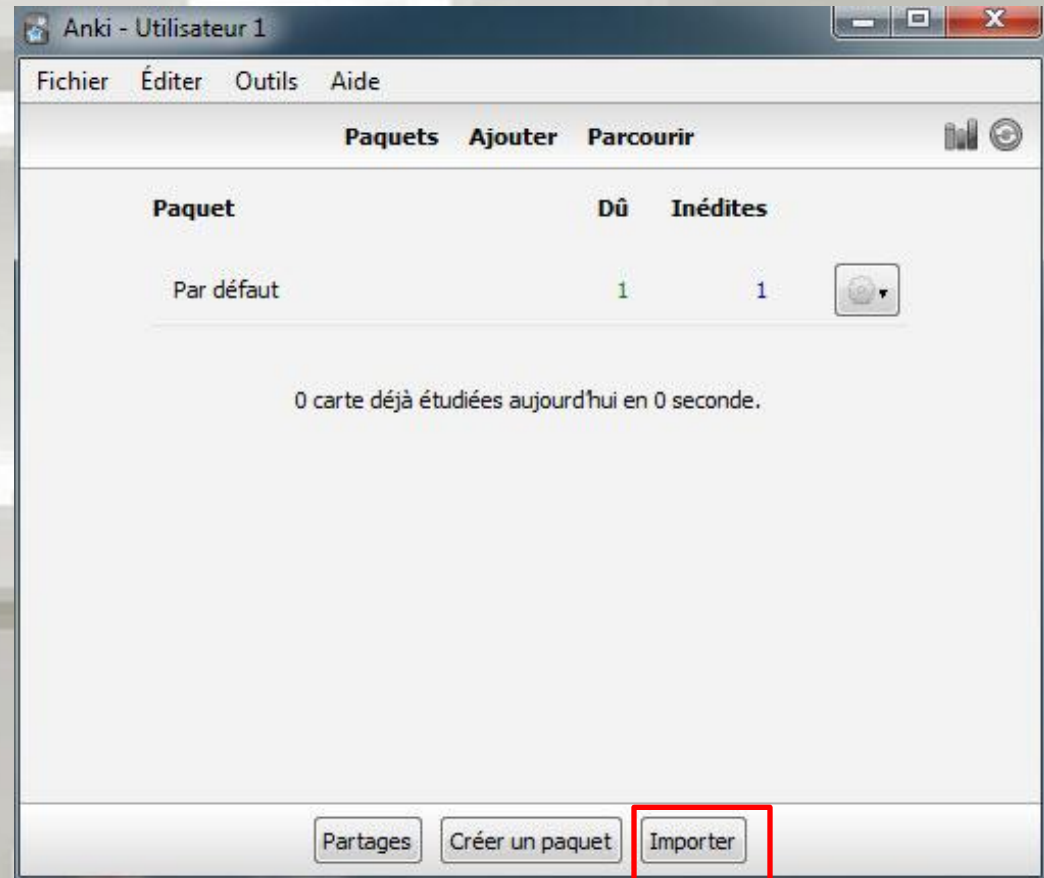 Anki - Utilisateur 1
Fichier Éditer Outils Aide
Paquets Ajouter Parcourir
Paquet Dû Inédites
Par défaut 1 1
0 carte déjà étudiées aujourd'hui en 0 seconde.
Partages Créer un paquet Importer